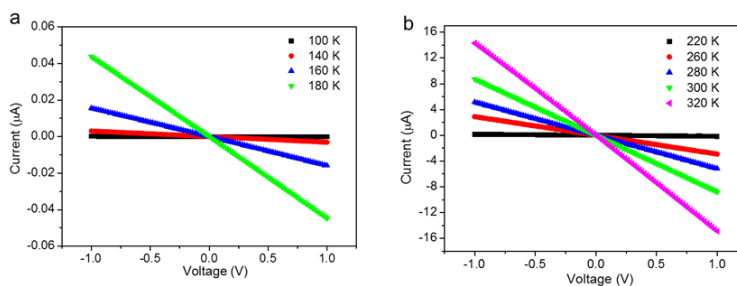 a
0.06
0.04
0.02
0.00
-0.02
-0.04
-0.06
Current (μA)
100 K
140 K
160 K
180 K
-1.0 -0.5 0.0 0.5 1.0
Voltage (V)
b
16
12
8
4
0
-4
-8
-12
-16
Current (μA)
220 K
260 K
280 K
300 K
320 K
-1.0 -0.5 0.0 0.5 1.0
Voltage (V)